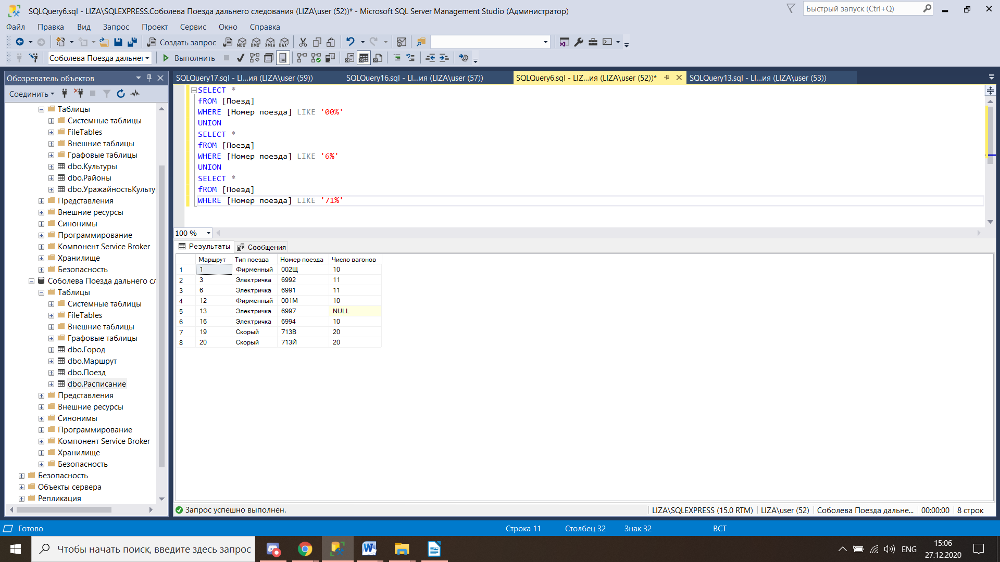 SQLQuery6.sql - LIZA\SQLEXPRESS.Соболева Поезда дальнего следования (LIZA\user (52))* - Microsoft SQL Server Management Studio (Администратор)
Быстрый запуск (Ctrl+Q)
Файл Правка Вид Запрос Проект Сервис Окно Справка
Создать запрос MDX DMX XMLA DAX
Соболева Поезда дальнег Выполнить
Обозреватель объектов
Соединить
Таблицы
Системные таблицы
FileTables
Внешние таблицы
Графовые таблицы
dbo.Культуры
dbo.Районы
dbo.УражайностьКульту
Представления
Внешние ресурсы
Синонимы
Программирование
Компонент Service Broker
Хранилище
Безопасность
Соболева Поезда дальнего сл
Таблицы
Системные таблицы
FileTables
Внешние таблицы
Графовые таблицы
dbo.Город
dbo.Маршрут
dbo.Поезд
dbo.Расписание
Представления
Внешние ресурсы
Синонимы
Программирование
Компонент Service Broker
Хранилище
Безопасность
Безопасность
Объекты сервера
Репликация
SQLQuery17.sql - LI...ия (LIZA\user (59)) SQLQuery16.sql - LI...ия (LIZA\user (57)) SQLQuery6.sql - LIZ...ия (LIZA\user (52))* SQLQuery13.sql - LI...ия (LIZA\user (53))
SELECT *
fROM [Поезд]
WHERE [Номер поезда] LIKE '00%'
UNION
SELECT *
fROM [Поезд]
WHERE [Номер поезда] LIKE '6%'
UNION
SELECT *
fROM [Поезд]
WHERE [Номер поезда] LIKE '71%'
100 %
Результаты Сообщения
Маршрут Тип поезда Номер поезда Число вагонов
1 1 Фирменный 002Щ 10
2 3 Электричка 6992 11
3 6 Электричка 6991 11
4 12 Фирменный 001М 10
5 13 Электричка 6997 NULL
6 16 Электричка 6994 10
7 19 Скорый 713В 20
8 20 Скорый 713Й 20
Запрос успешно выполнен. LIZA\SQLEXPRESS (15.0 RTM) LIZA\user (52) Соболева Поезда дальне... 00:00:00 8 строк
Готово Строка 11 Столбец 32 Знак 32 ВСТ
Чтобы начать поиск, введите здесь запрос
ENG
15:06
27.12.2020